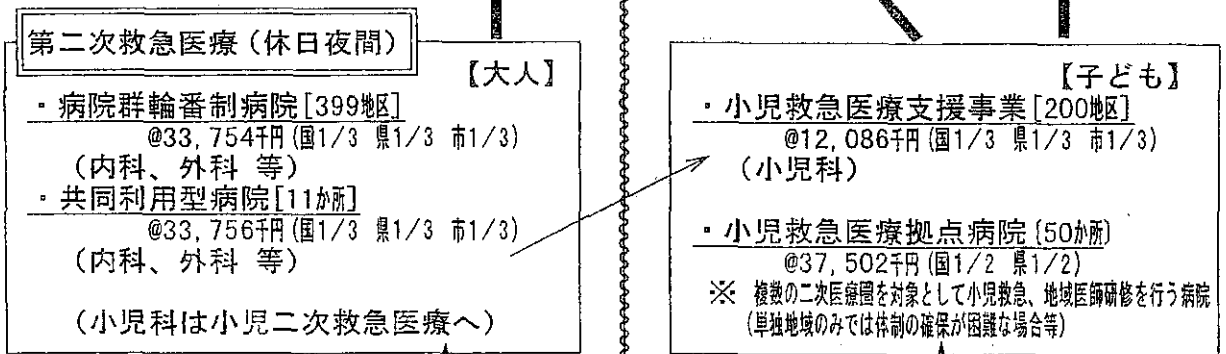 第二次救急医療(休日夜間)
【大人】
・病院群輪番制病院[399地区]
@33,754千円(国1/3 県1/3 市1/3)
(内科、外科 等)
・共同利用型病院[11か所]
@33,756千円(国1/3 県1/3 市1/3)
(内科、外科 等)
(小児科は小児二次救急医療へ)
【子ども】
・小児救急医療支援事業[200地区]
@12,086千円(国1/3 県1/3 市1/3)
(小児科)
・小児救急医療拠点病院{50か所)
@37,502千円(国1/2 県1/2)
※ 複数の二次医療圏を対象として小児救急、地域医師研修を行う病院
(単独地域のみでは体制の確保が困難な場合等)